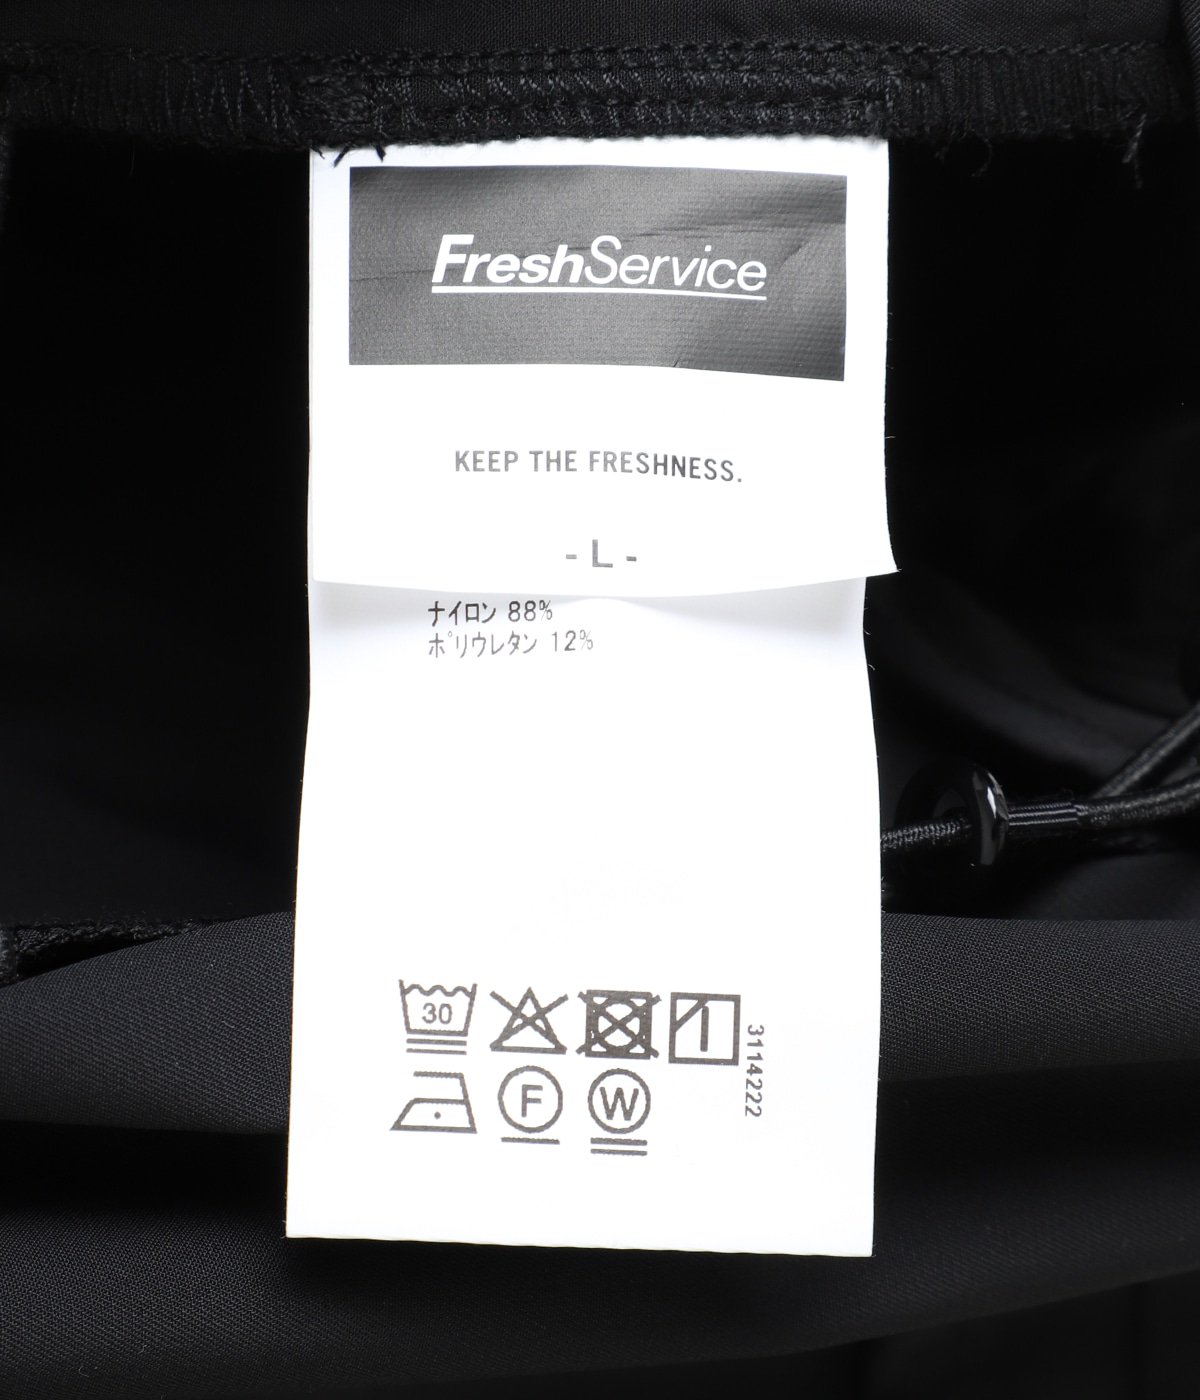 FreshService
KEEP THE FRESHNESS.
- L -
ナイロン 88%
ポリウレタン 12%
30
3114222
F
W